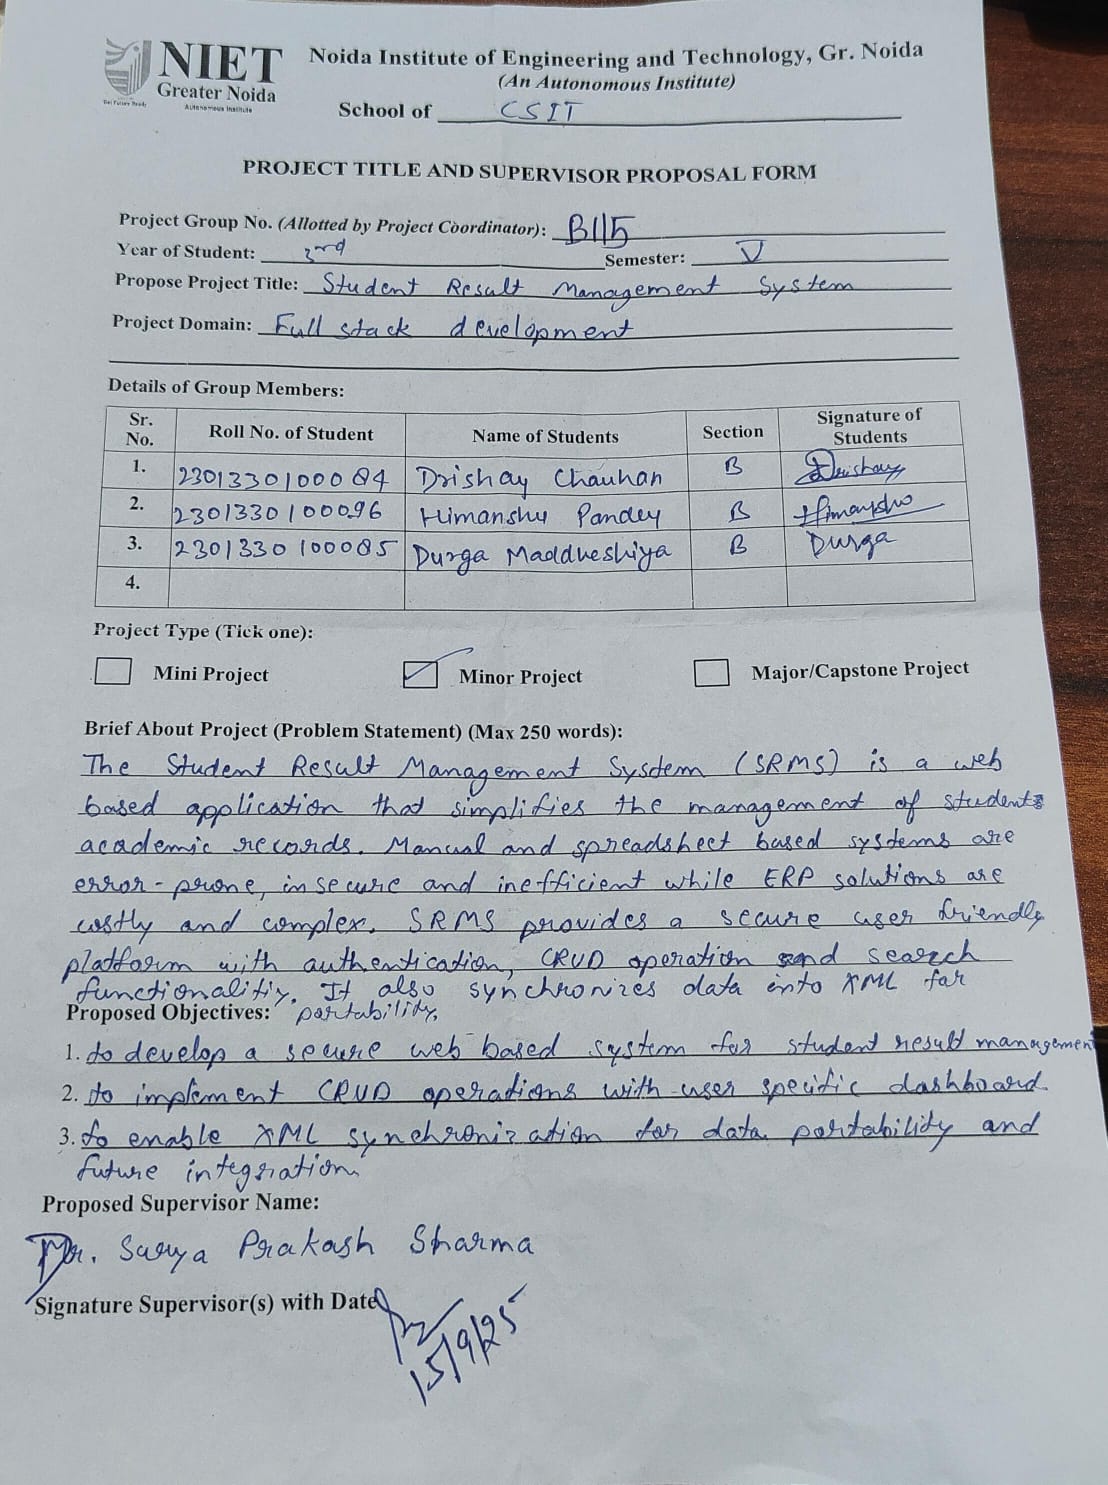 NIET
Greater Noida
Get Future Ready
Autonomous Institute
Noida Institute of Engineering and Technology, Gr. Noida
(An Autonomous Institute)
School of CSIT
PROJECT TITLE AND SUPERVISOR PROPOSAL FORM
Project Group No. (Allotted by Project Coordinator): B115
Year of Student: 3rd Semester: V
Propose Project Title: Student Result Management System
Project Domain: Full stack development
Details of Group Members:
Sr. No. Roll No. of Student Name of Students Section Signature of Students
1. 2301330100084 Drishay Chauhan B Drishay
2. 2301330100096 Himanshu Pandey B Himanshu
3. 2301330100085 Durga Maddheshiya B Durga
4.
Project Type (Tick one):
Mini Project Minor Project Major/Capstone Project
Brief About Project (Problem Statement) (Max 250 words):
The Student Result Management System (SRMS) is a web
based application that simplifies the management of students
academic records. Manual and spreadsheet based systems are
error-prone, insecure and inefficient while ERP solutions are
costly and complex. SRMS provides a secure user friendly
platform with authentication, CRUD operation and search
functionalitiy. It also synchronizes data into XML for
Proposed Objectives: portability.
1. to develop a secure web based system for student result management
2. to implement CRUD operations with user specific dashboard.
3. to enable XML synchronization for data portability and
future integration.
Proposed Supervisor Name:
Dr. Surya Prakash Sharma
Signature Supervisor(s) with Date
15/9/25